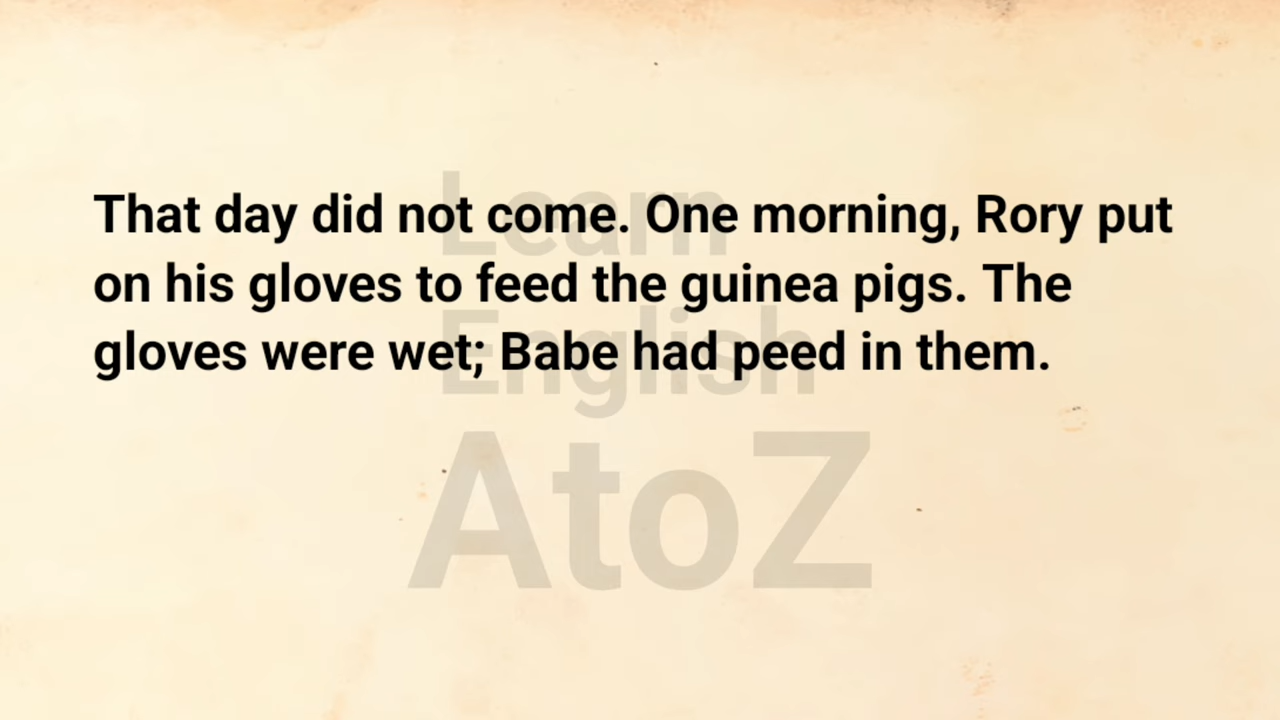 That day did not come. One morning, Rory put
on his gloves to feed the guinea pigs. The
gloves were wet; Babe had peed in them.
Learn
English
AtoZ